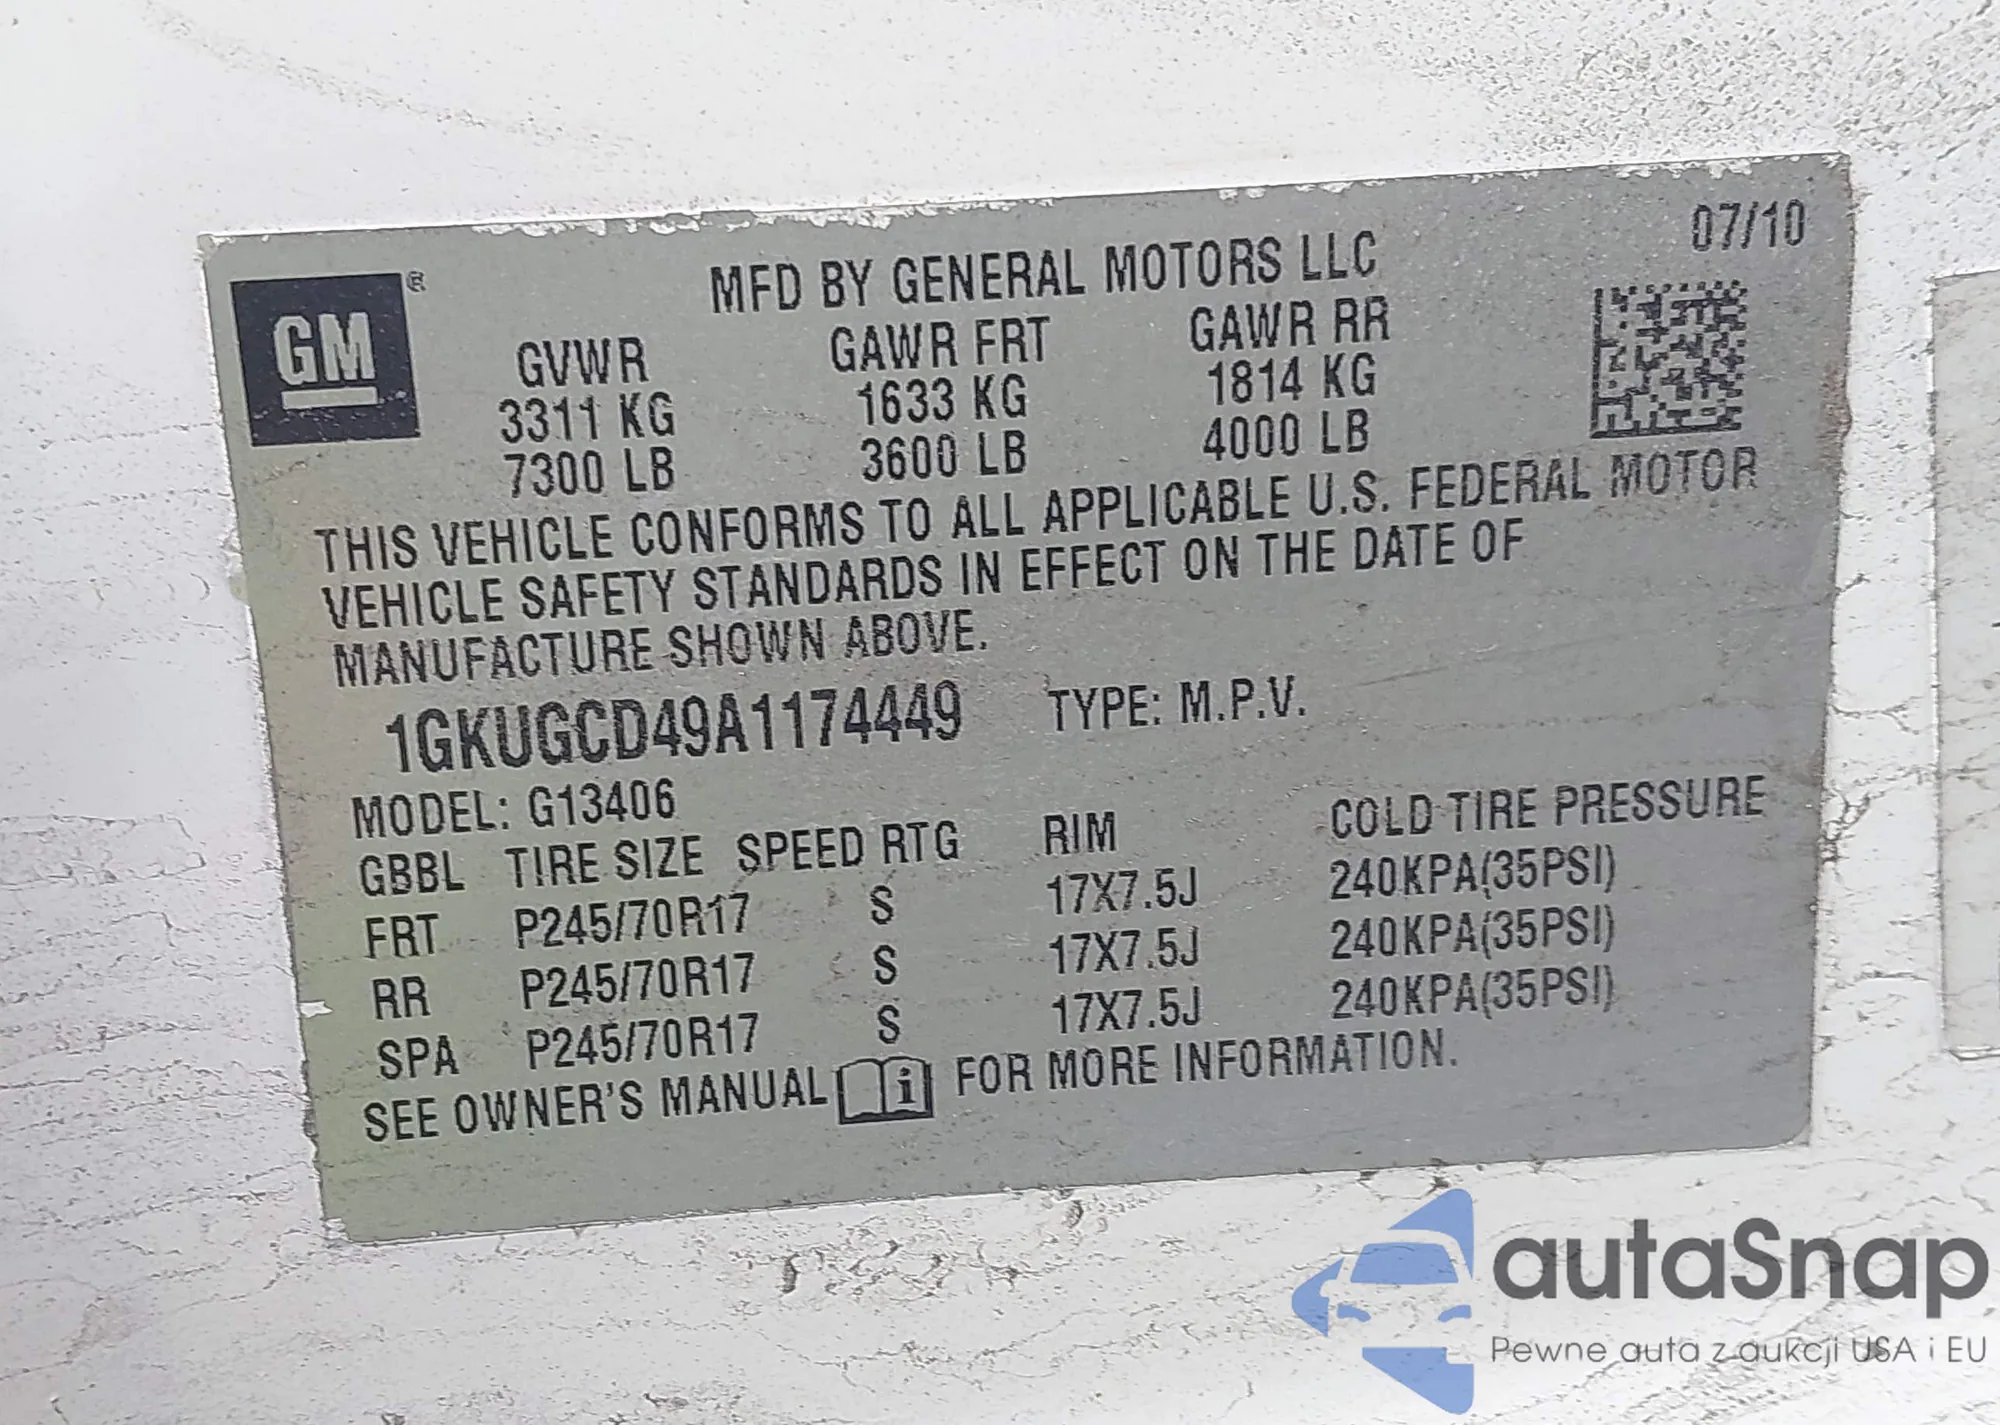 07/10
GM ®
MFD BY GENERAL MOTORS LLC
GVWR GAWR FRT GAWR RR
3311 KG 1633 KG 1814 KG
7300 LB 3600 LB 4000 LB
THIS VEHICLE CONFORMS TO ALL APPLICABLE U.S. FEDERAL MOTOR
VEHICLE SAFETY STANDARDS IN EFFECT ON THE DATE OF
MANUFACTURE SHOWN ABOVE.
1GKUGCD49A1174449 TYPE: M.P.V.
MODEL: G13406
GBBL TIRE SIZE SPEED RTG RIM COLD TIRE PRESSURE
FRT P245/70R17 S 17X7.5J 240KPA(35PSI)
RR P245/70R17 S 17X7.5J 240KPA(35PSI)
SPA P245/70R17 S 17X7.5J 240KPA(35PSI)
SEE OWNER'S MANUAL i FOR MORE INFORMATION.
autaSnap
Pewne auta z aukcji USA i EU